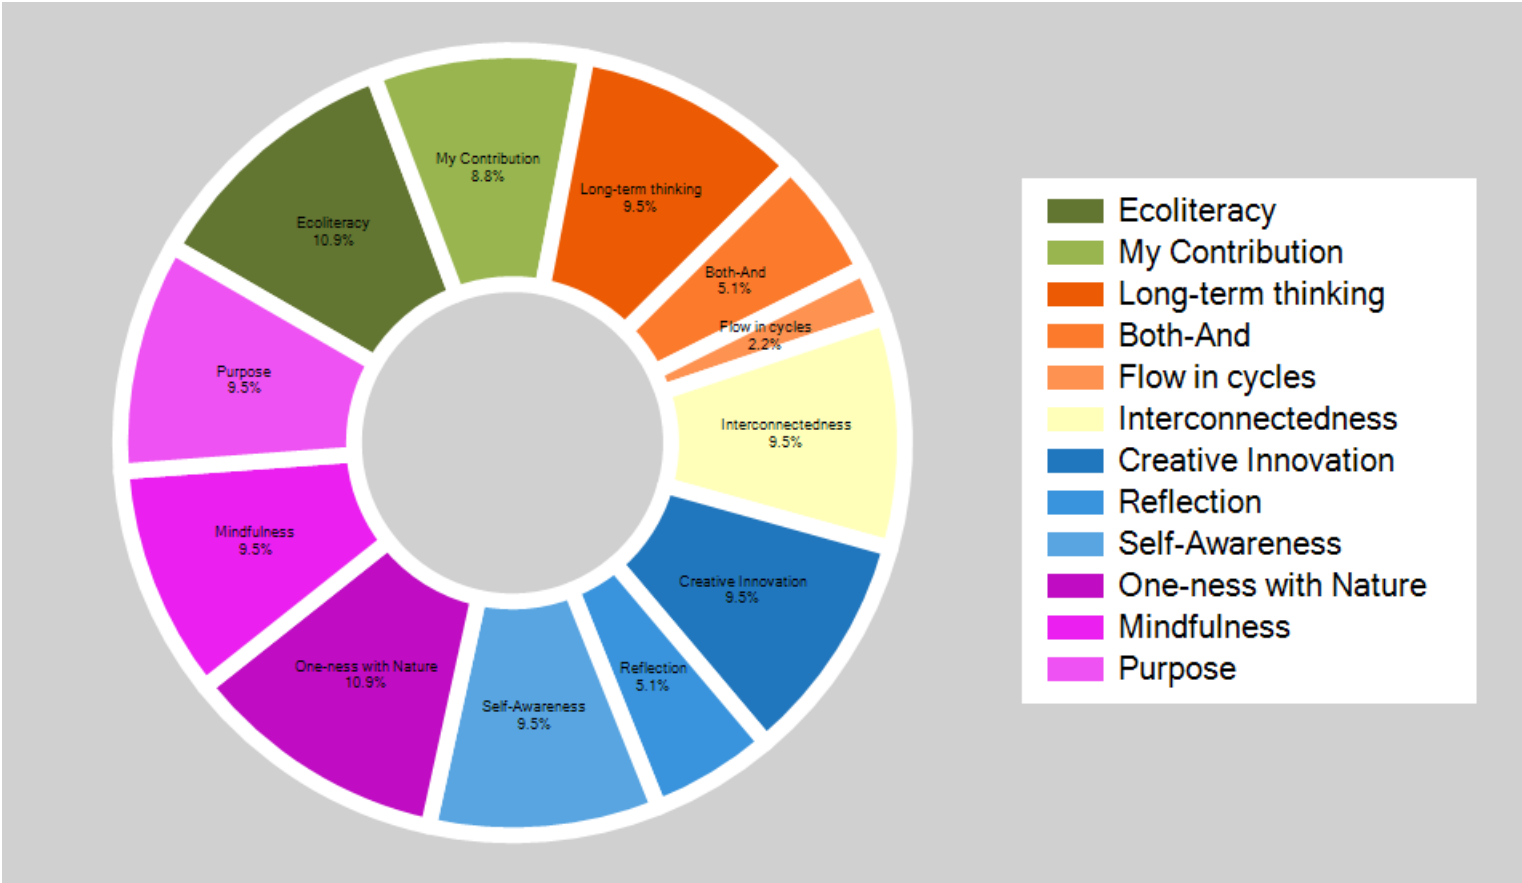 My Contribution
8.8%
Long-term thinking
9.5%
Ecoliteracy
10.9%
Both-And
5.1%
Flow in cycles
2.2%
Purpose
9.5%
Interconnectedness
9.5%
Mindfulness
9.5%
Creative Innovation
9.5%
One-ness with Nature
10.9%
Reflection
5.1%
Self-Awareness
9.5%
Ecoliteracy
My Contribution
Long-term thinking
Both-And
Flow in cycles
Interconnectedness
Creative Innovation
Reflection
Self-Awareness
One-ness with Nature
Mindfulness
Purpose